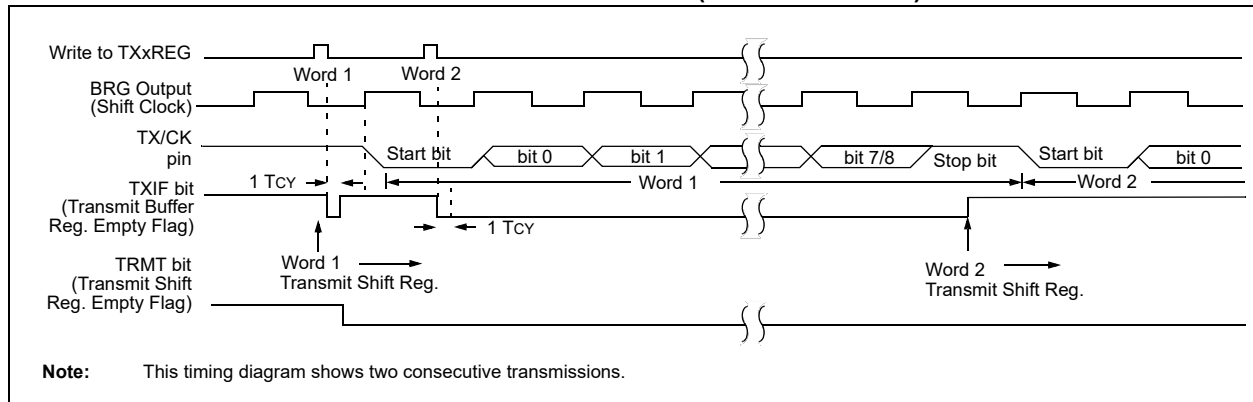 Write to TXxREG
Word 1
Word 2
BRG Output
(Shift Clock)
TX/CK
pin
Start bit
bit 0
bit 1
bit 7/8
Stop bit
Start bit
bit 0
1 TCY
Word 1
Word 2
TXIF bit
(Transmit Buffer
Reg. Empty Flag)
1 TCY
Word 1
Transmit Shift Reg.
Word 2
Transmit Shift Reg.
TRMT bit
(Transmit Shift
Reg. Empty Flag)
Note: This timing diagram shows two consecutive transmissions.